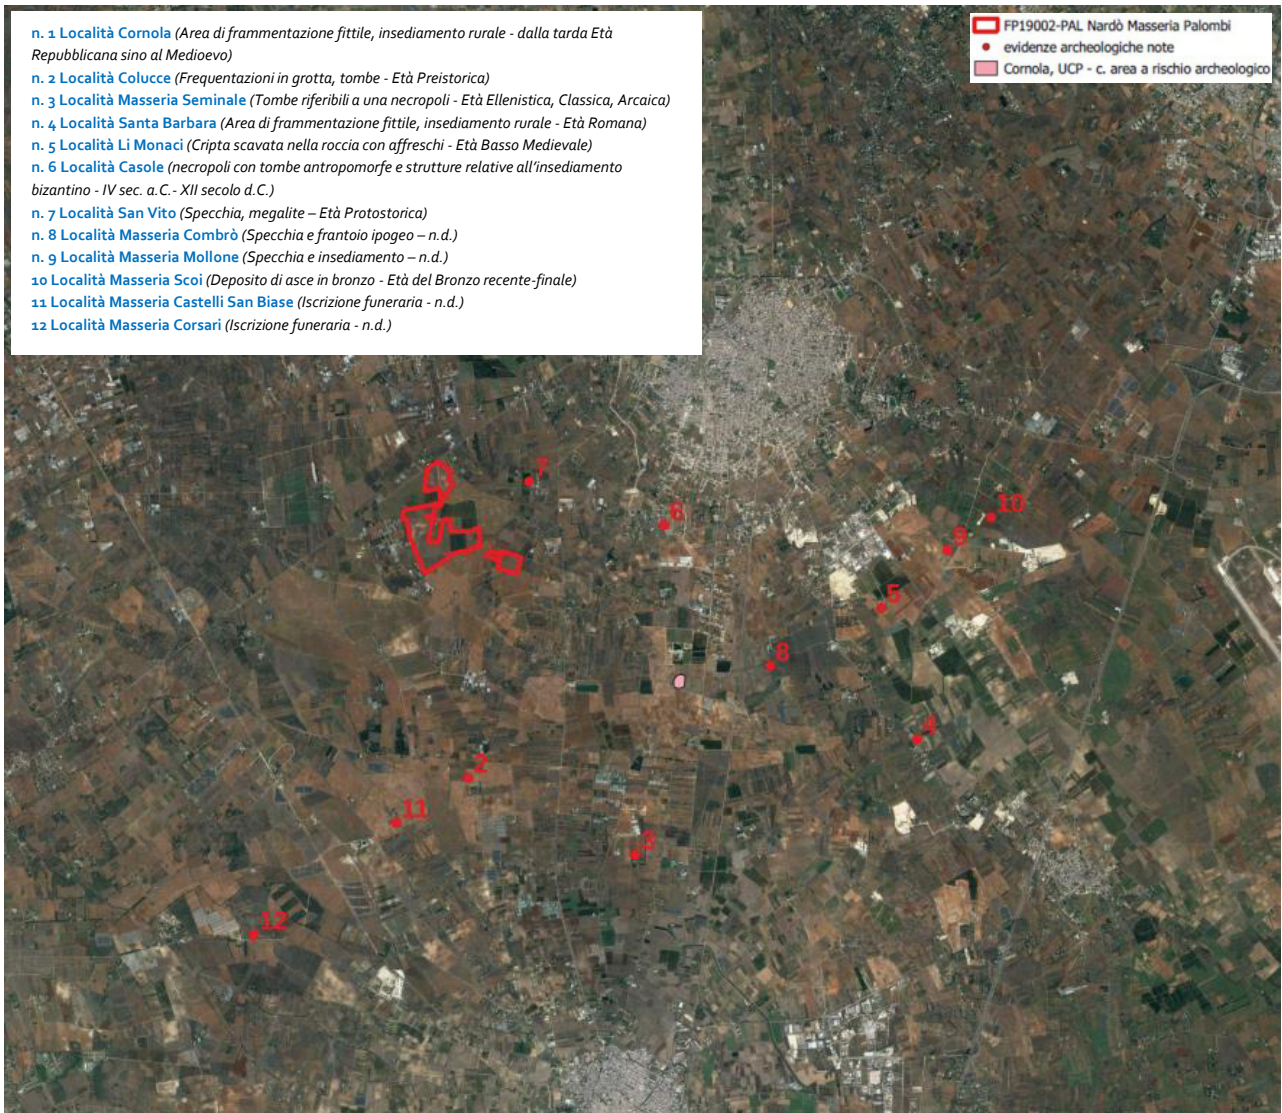 n. 1 Località Cornola (Area di frammentazione fittile, insediamento rurale - dalla tarda Età
Repubblicana sino al Medioevo)
n. 2 Località Colucce (Frequentazioni in grotta, tombe - Età Preistorica)
n. 3 Località Masseria Seminale (Tombe riferibili a una necropoli - Età Ellenistica, Classica, Arcaica)
n. 4 Località Santa Barbara (Area di frammentazione fittile, insediamento rurale - Età Romana)
n. 5 Località Li Monaci (Cripta scavata nella roccia con affreschi - Età Basso Medievale)
n. 6 Località Casole (necropoli con tombe antropomorfe e strutture relative all'insediamento
bizantino - IV sec. a.C.- XII secolo d.C.)
n. 7 Località San Vito (Specchia, megalite – Età Protostorica)
n. 8 Località Masseria Combrò (Specchia e frantoio ipogeo – n.d.)
n. 9 Località Masseria Mollone (Specchia e insediamento – n.d.)
10 Località Masseria Scoi (Deposito di asce in bronzo - Età del Bronzo recente-finale)
11 Località Masseria Castelli San Biase (Iscrizione funeraria - n.d.)
12 Località Masseria Corsari (Iscrizione funeraria - n.d.)
FP19002-PAL Nardò Masseria Palombi
evidenze archeologiche note
Cornola, UCP - c. area a rischio archeologico
7
6
10
9
5
8
4
2
11
3
12